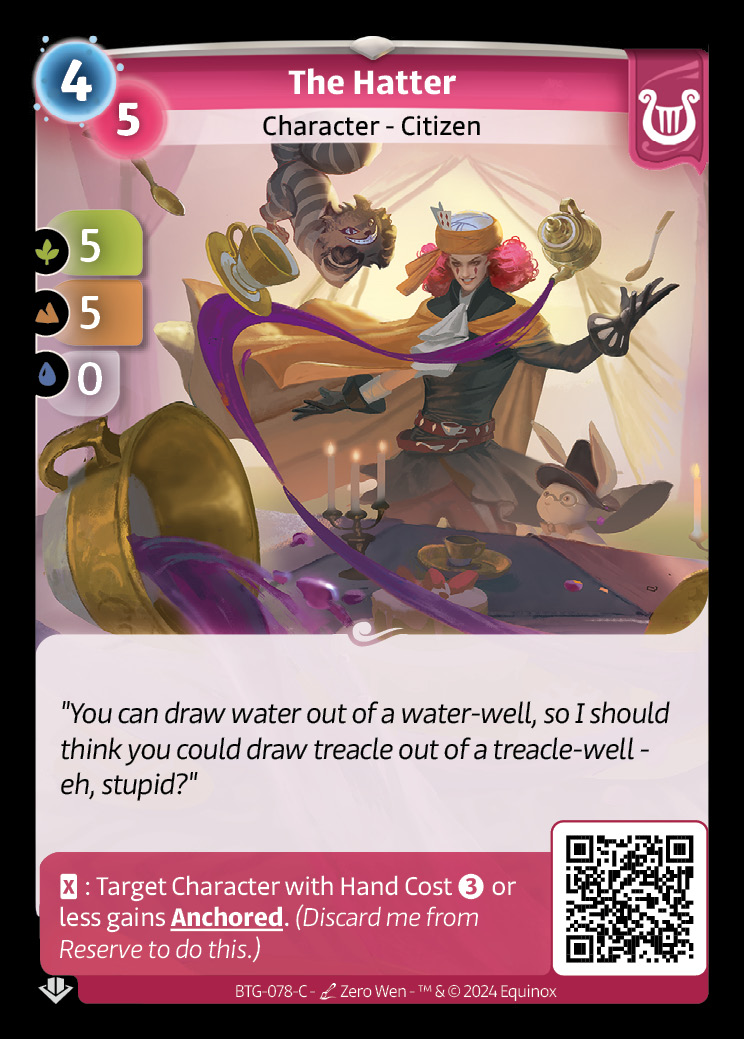 4
The Hatter
5
Character - Citizen
5
5
0
"You can draw water out of a water-well, so I should
think you could draw treacle out of a treacle-well -
eh, stupid?"
X : Target Character with Hand Cost 3 or
less gains Anchored. (Discard me from
Reserve to do this.)
BTG-078-C - Zero Wen - ™ & © 2024 Equinox